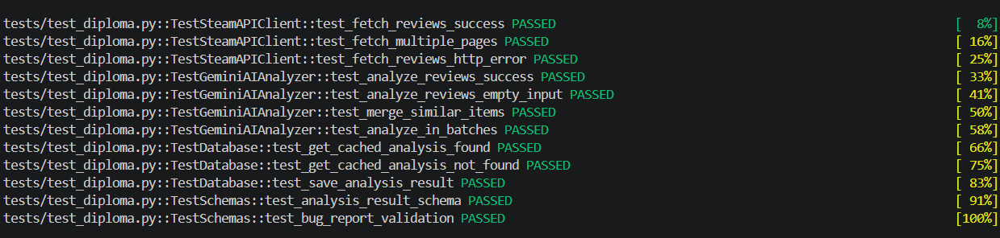 tests/test_diploma.py::TestSteamAPIClient::test_fetch_reviews_success PASSED [  8%]
tests/test_diploma.py::TestSteamAPIClient::test_fetch_multiple_pages PASSED [ 16%]
tests/test_diploma.py::TestSteamAPIClient::test_fetch_reviews_http_error PASSED [ 25%]
tests/test_diploma.py::TestGeminiAIAnalyzer::test_analyze_reviews_success PASSED [ 33%]
tests/test_diploma.py::TestGeminiAIAnalyzer::test_analyze_reviews_empty_input PASSED [ 41%]
tests/test_diploma.py::TestGeminiAIAnalyzer::test_merge_similar_items PASSED [ 50%]
tests/test_diploma.py::TestGeminiAIAnalyzer::test_analyze_in_batches PASSED [ 58%]
tests/test_diploma.py::TestDatabase::test_get_cached_analysis_found PASSED [ 66%]
tests/test_diploma.py::TestDatabase::test_get_cached_analysis_not_found PASSED [ 75%]
tests/test_diploma.py::TestDatabase::test_save_analysis_result PASSED [ 83%]
tests/test_diploma.py::TestSchemas::test_analysis_result_schema PASSED [ 91%]
tests/test_diploma.py::TestSchemas::test_bug_report_validation PASSED [100%]